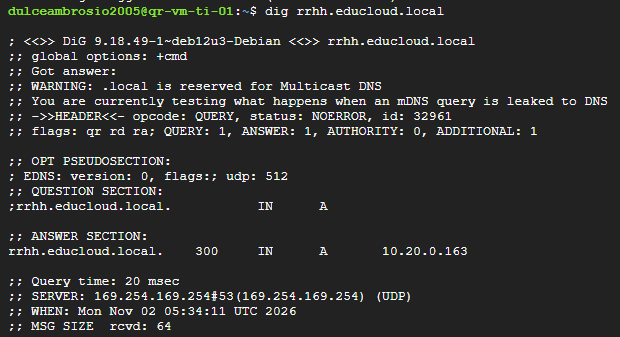 dulceambrosio2005@qr-vm-ti-01:~$ dig rrhh.educloud.local
; <<>> DiG 9.18.49-1~deb12u3-Debian <<>> rrhh.educloud.local
;; global options: +cmd
;; Got answer:
;; WARNING: .local is reserved for Multicast DNS
;; You are currently testing what happens when an mDNS query is leaked to DNS
;; ->>HEADER<<- opcode: QUERY, status: NOERROR, id: 32961
;; flags: qr rd ra; QUERY: 1, ANSWER: 1, AUTHORITY: 0, ADDITIONAL: 1
;; OPT PSEUDOSECTION:
; EDNS: version: 0, flags:; udp: 512
;; QUESTION SECTION:
;rrhh.educloud.local. IN A
;; ANSWER SECTION:
rrhh.educloud.local. 300 IN A 10.20.0.163
;; Query time: 20 msec
;; SERVER: 169.254.169.254#53(169.254.169.254) (UDP)
;; WHEN: Mon Nov 02 05:34:11 UTC 2026
;; MSG SIZE rcvd: 64